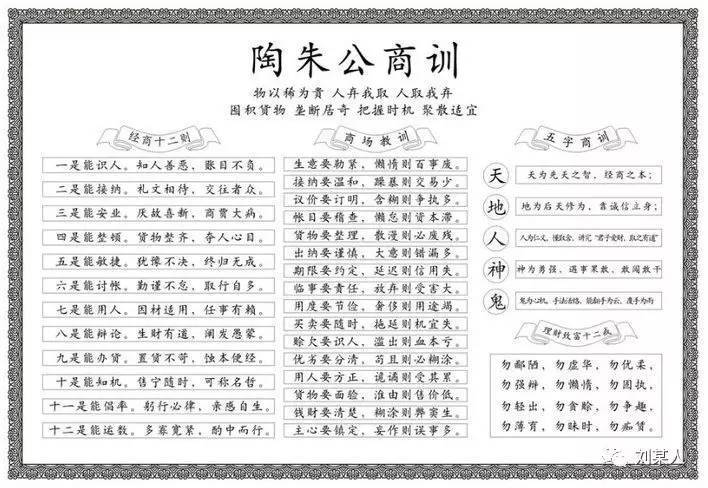 陶朱公商训
物以稀为贵 人弃我取 人取我弃
囤积货物 垄断居奇 把握时机 聚散适宜
经商十二则
一是能识人。知人善恶，账目不负。
二是能接纳。礼文相待，交往者众。
三是能安业。厌故喜新，商贾大病。
四是能整顿。货物整齐，夺人心目。
五是能敏捷。犹豫不决，终归无成。
六是能讨帐。勤谨不怠，取行自多。
七是能用人。因材适用，任事有赖。
八是能辩论。生财有道，阐发愚蒙。
九是能办货。置货不苛，蚀本便经。
十是能知机。售宁随时，可称名哲。
十一是能倡率。躬行必律，亲感自生。
十二是能运数。多寡宽紧，酌中而行。
商场教训
生意要勤紧，懒惰则百事废。
接纳要温和，躁暴则交易少。
议价要订明，含糊则争执多。
帐目要稽查，懒怠则资本滞。
货物要整理，散漫则必废残。
出纳要谨慎，大意则错漏多。
期限要约定，延迟则信用失。
临事要责任，放弃则受害大。
用度要节俭，奢侈则用途竭。
买卖要随时，拖延则机宜失。
赊欠要识人，滥出则血本亏。
优劣要分清，苟且则必糊涂。
用人要方正，诡谲则受其累。
货物要面验，滥由则售价低。
钱财要清楚，糊涂则弊窦生。
主心要镇定，妄作则误事多。
五字商训
天
天为先天之智，经商之本；
地
地为后天修为，靠诚信立身；
人
人为仁义，懂取舍，讲究“君子爱财，取之有道”
神
神为勇强，遇事果敢，敢闯敢干
鬼
鬼为心机，手法活络，能翻手为云，覆手为雨
理财致富十二戒
勿鄙陋，勿虚华，勿优柔，
勿强辩，勿懒惰，勿固执，
勿轻出，勿贪赊，勿争趣，
勿薄育，勿昧时，勿痴货。
刘某人